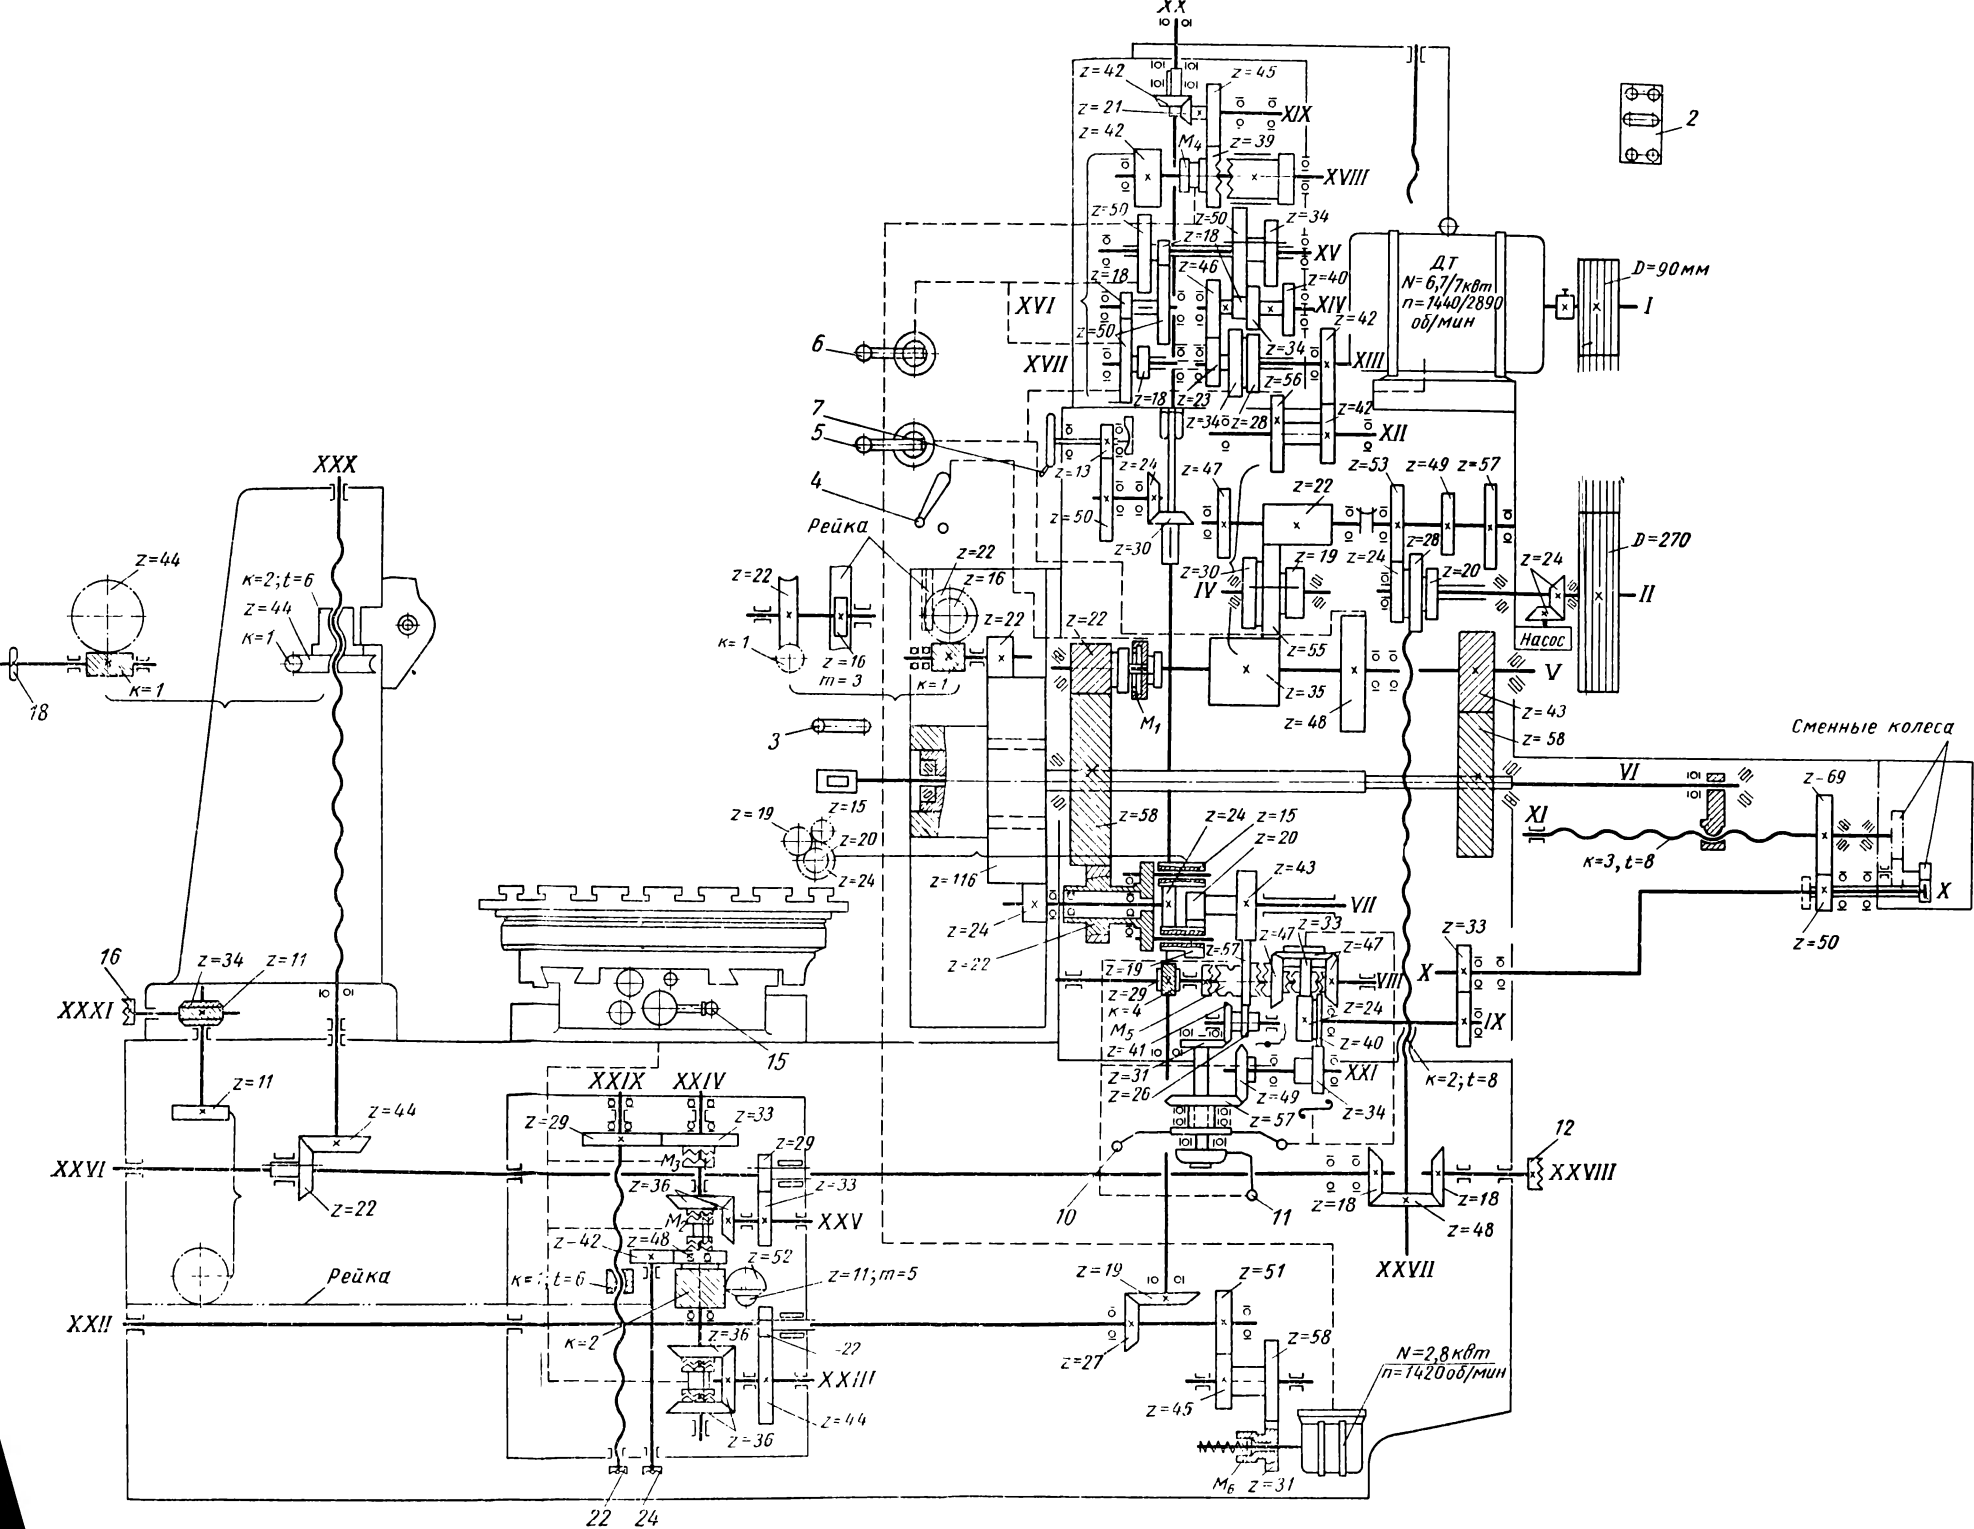 XX
z=42
z=45
z=21
XIX
z=42
M4
z=39
2
XVIII
z=50
z=50
z=34
z=18
XV
ДТ
N=6,7/7квт
n=1440/2890
об/мин
D=90мм
z=18
z=46
z=40
XVI
XIV
I
z=42
z=50
z=34
6
XVII
XIII
z=56
z=18
z=23
z=34
z=28
z=42
7
5
XII
XXX
z=13
z=24
z=47
z=53
z=49
z=57
4
z=22
Рейка
z=50
z=30
z=28
D=270
z=44
к=2; t=6
z=22
z=22
z=16
z=30
z=19
z=24
z=20
z=24
IV
II
z=44
к=1
z=22
z=22
Насос
к=1
z=16
m=3
к=1
z=55
V
к=1
18
z=35
M1
z=48
z=43
3
z=58
Сменные колеса
VI
z-69
z=19
z=15
z=58
z=24
z=15
XI
z=20
z=20
к=3, t=8
z=24
z=116
z=43
X
VII
z=24
z=33
z=33
16
z=34
z=11
z=22
z=57
z=47
z=47
z=50
z=19
X
VIII
XXXI
z=29
к=4
z=24
M5
IX
15
z=41
z=40
z=11
XXIX
XXIV
z=31
XXI
к=2; t=8
z=26
z=49
z=44
z=29
z=33
z=57
z=34
z=29
12
XXVI
M3
XXVIII
z=36
z=33
z=22
10
11
z=18
z=18
M2
XXV
z=48
z-42
z=48
z=52
XXVII
Рейка
z=11; m=5
z=19
z=51
XXII
к=2
z=36
-22
z=58
z=27
N=2,8квт
n=1420об/мин
XXIII
z=44
z=45
z=36
M6
z=31
22
24